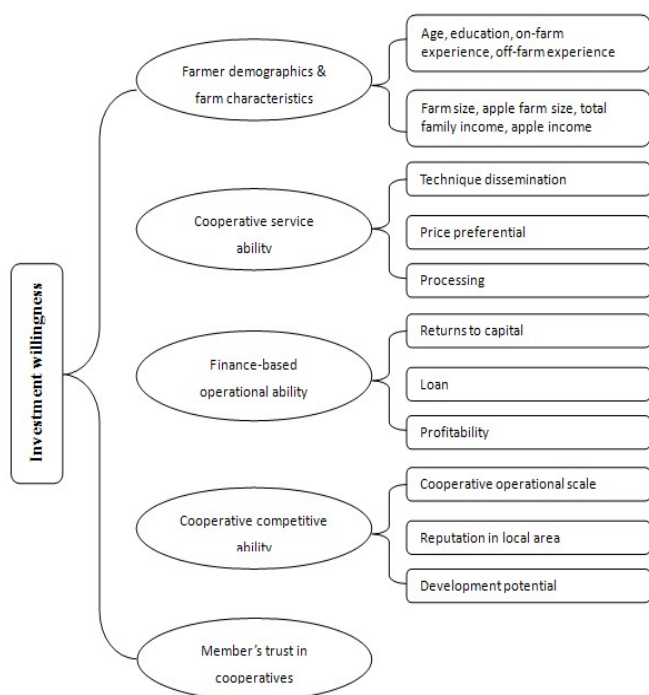 Investment willingness
Farmer demographics &
farm characteristics
Age, education, on-farm
experience, off-farm experience
Farm size, apple farm size, total
family income, apple income
Cooperative service
ability
Technique dissemination
Price preferential
Processing
Finance-based
operational ability
Returns to capital
Loan
Profitability
Cooperative competitive
ability
Cooperative operational scale
Reputation in local area
Development potential
Member’s trust in
cooperatives